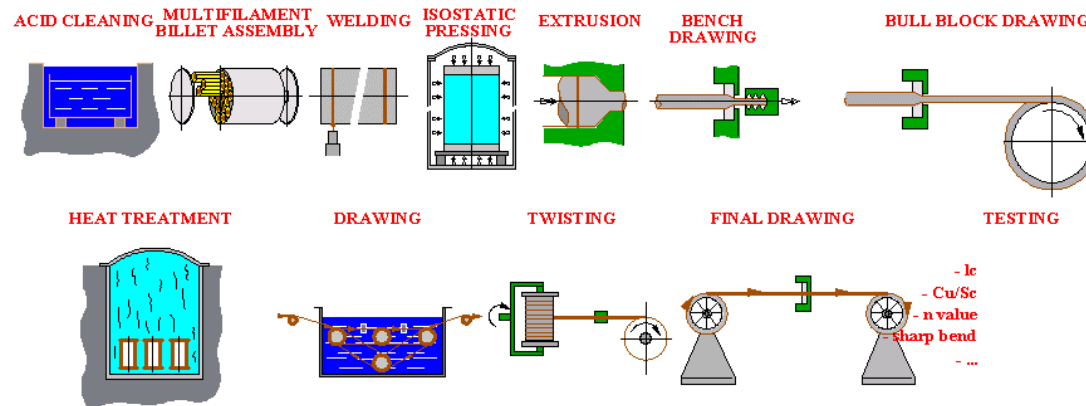 ACID CLEANING
MULTIFILAMENT
BILLET ASSEMBLY
WELDING
ISOSTATIC
PRESSING
EXTRUSION
BENCH
DRAWING
BULL BLOCK DRAWING
HEAT TREATMENT
DRAWING
TWISTING
FINAL DRAWING
TESTING
- Ic
- Cu/Sc
- n value
- sharp bend
- ...